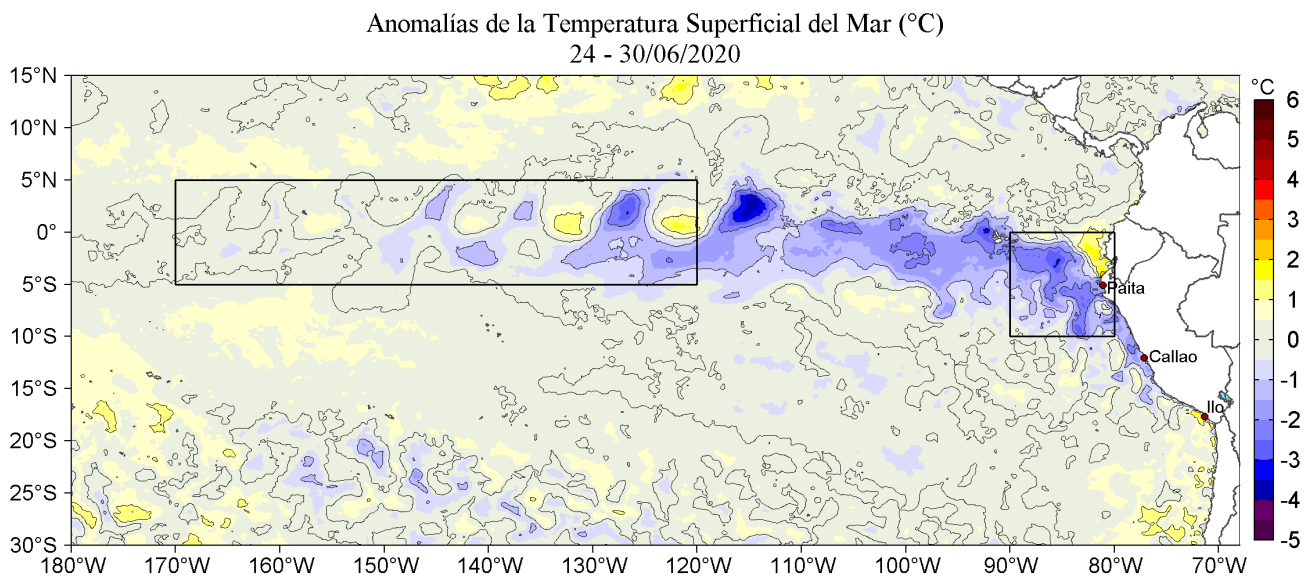 Anomalías de la Temperatura Superficial del Mar (°C)
24 - 30/06/2020
15°N
10°N
5°N
0°
5°S
10°S
15°S
20°S
25°S
30°S
180°W
170°W
160°W
150°W
140°W
130°W
120°W
110°W
100°W
90°W
80°W
70°W
Paita
Callao
Ilo
°C
6
5
4
3
2
1
0
-1
-2
-3
-4
-5